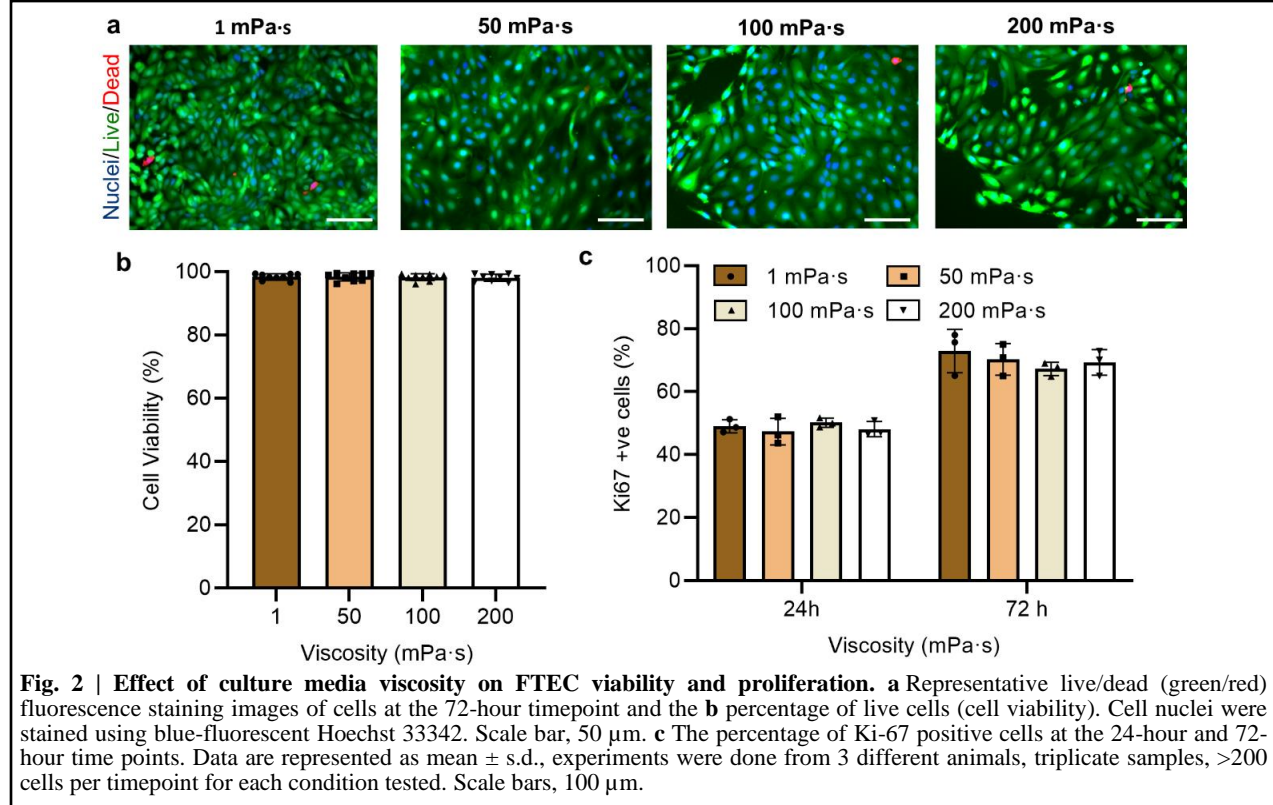 a
1 mPa·s 50 mPa·s 100 mPa·s 200 mPa·s
Nuclei/Live/Dead
b
100
80
60
40
20
0
Cell Viability (%)
1 50 100 200
Viscosity (mPa·s)
c
100
80
60
40
20
0
Ki67 +ve cells (%)
1 mPa·s 50 mPa·s
100 mPa·s 200 mPa·s
24h 72 h
Viscosity (mPa·s)
Fig. 2 | Effect of culture media viscosity on FTEC viability and proliferation. a Representative live/dead (green/red)
fluorescence staining images of cells at the 72-hour timepoint and the b percentage of live cells (cell viability). Cell nuclei were
stained using blue-fluorescent Hoechst 33342. Scale bar, 50 µm. c The percentage of Ki-67 positive cells at the 24-hour and 72-
hour time points. Data are represented as mean ± s.d., experiments were done from 3 different animals, triplicate samples, >200
cells per timepoint for each condition tested. Scale bars, 100 µm.